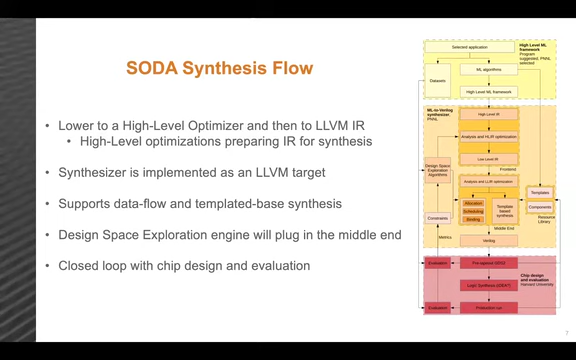 SODA Synthesis Flow
• Lower to a High-Level Optimizer and then to LLVM IR
• High-Level optimizations preparing IR for synthesis
• Synthesizer is implemented as an LLVM target
• Supports data-flow and templated-base synthesis
• Design Space Exploration engine will plug in the middle end
• Closed loop with chip design and evaluation
Selected application
High Level ML
framework
Program
suggested, PNNL
selected
Datasets
ML algorithms
High Level ML framework
ML-to-Verilog
synthesizer,
PNNL
High Level IR
Analysis and HLIR optimization
Low Level IR
Frontend
Design Space
Exploration
Algorithms
Analysis and LLIR optimization
Allocation
Scheduling
Binding
Template
based
synthesis
Middle End
Templates
Components
Resource
Library
Constraints
Metrics
Verilog
Evaluation
Chip design
and evaluation
Harvard University
Evaluation
Production run
7